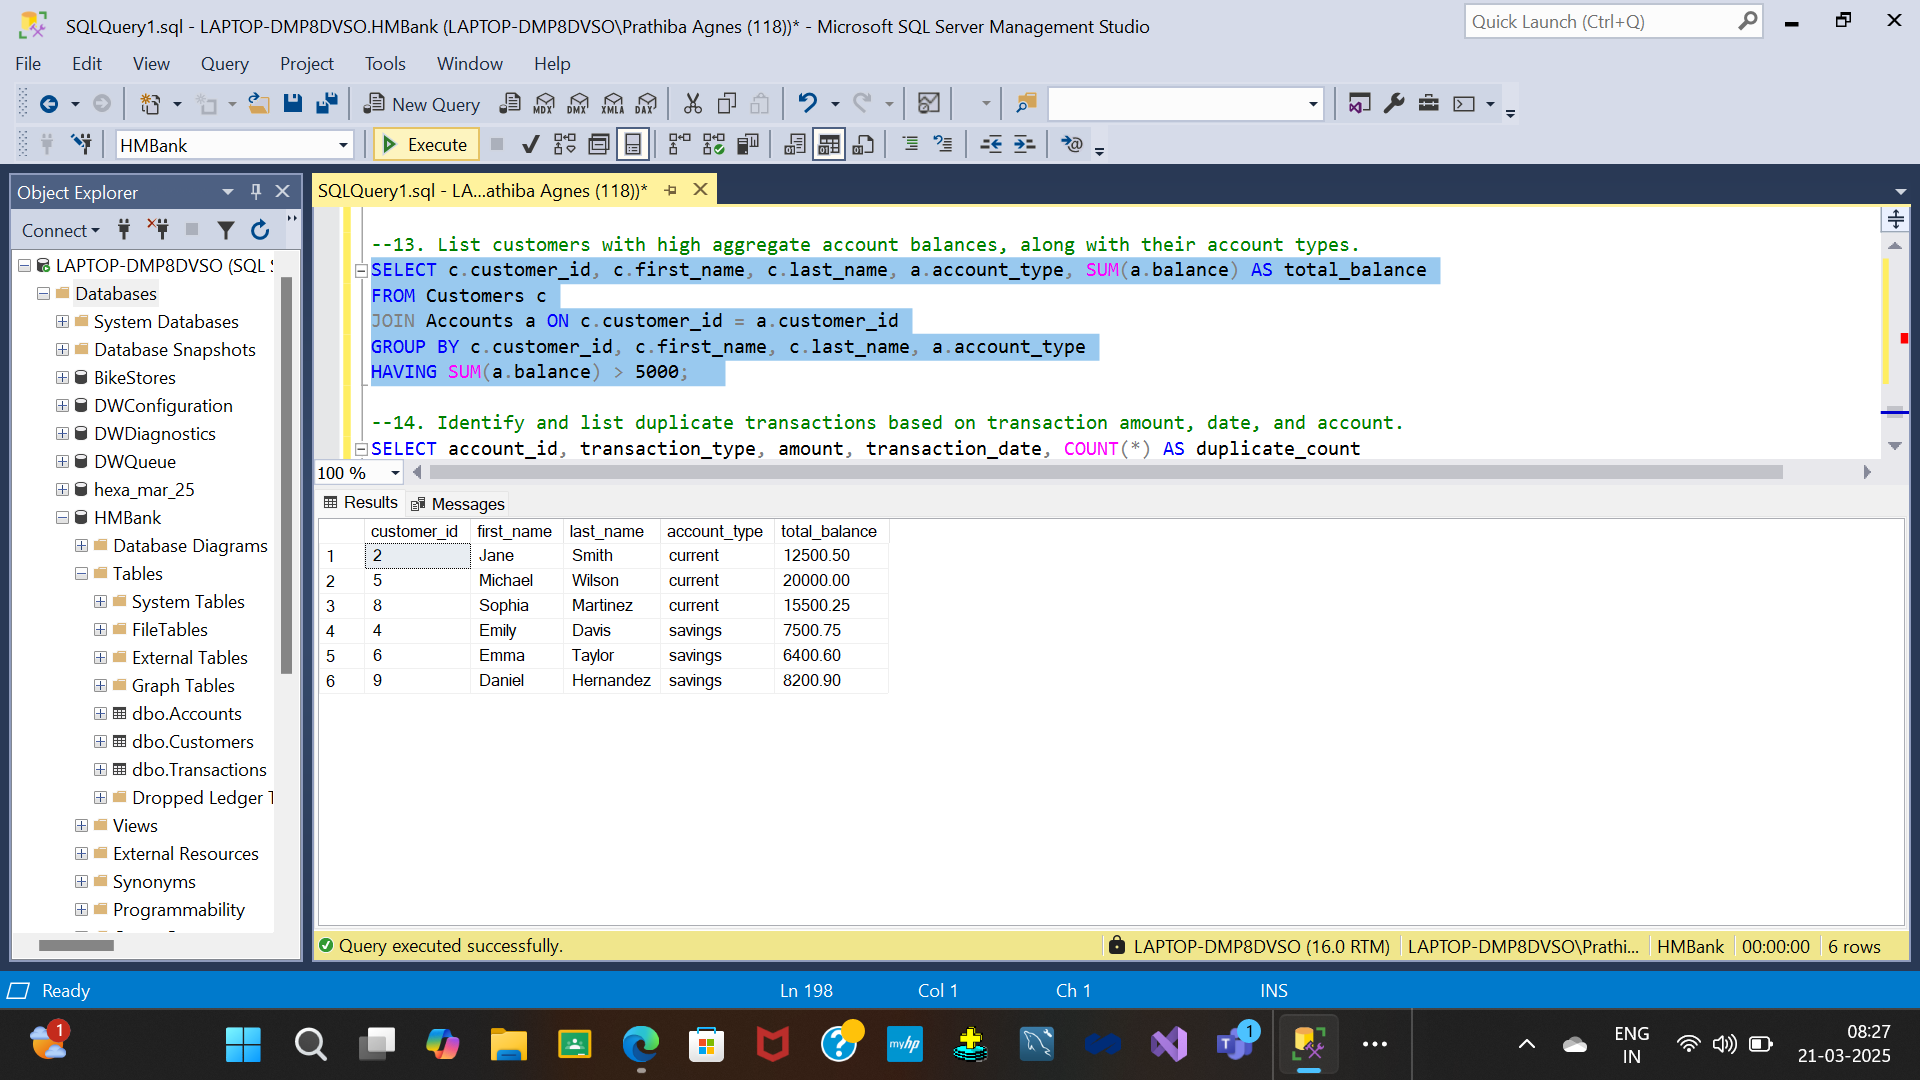 SQLQuery1.sql - LAPTOP-DMP8DVSO.HMBank (LAPTOP-DMP8DVSO\Prathiba Agnes (118))* - Microsoft SQL Server Management Studio
Quick Launch (Ctrl+Q)
File Edit View Query Project Tools Window Help
New Query MDX DMX XMLA DAX
HMBank
Execute
Object Explorer
Connect
LAPTOP-DMP8DVSO (SQL S
Databases
System Databases
Database Snapshots
BikeStores
DWConfiguration
DWDiagnostics
DWQueue
hexa_mar_25
HMBank
Database Diagrams
Tables
System Tables
FileTables
External Tables
Graph Tables
dbo.Accounts
dbo.Customers
dbo.Transactions
Dropped Ledger T
Views
External Resources
Synonyms
Programmability
SQLQuery1.sql - LA...athiba Agnes (118))*
--13. List customers with high aggregate account balances, along with their account types.
SELECT c.customer_id, c.first_name, c.last_name, a.account_type, SUM(a.balance) AS total_balance
FROM Customers c
JOIN Accounts a ON c.customer_id = a.customer_id
GROUP BY c.customer_id, c.first_name, c.last_name, a.account_type
HAVING SUM(a.balance) > 5000;
--14. Identify and list duplicate transactions based on transaction amount, date, and account.
SELECT account_id, transaction_type, amount, transaction_date, COUNT(*) AS duplicate_count
100 %
Results Messages
customer_id first_name last_name account_type total_balance
1 2 Jane Smith current 12500.50
2 5 Michael Wilson current 20000.00
3 8 Sophia Martinez current 15500.25
4 4 Emily Davis savings 7500.75
5 6 Emma Taylor savings 6400.60
6 9 Daniel Hernandez savings 8200.90
Query executed successfully.
LAPTOP-DMP8DVSO (16.0 RTM) LAPTOP-DMP8DVSO\Prathi... HMBank 00:00:00 6 rows
Ready Ln 198 Col 1 Ch 1 INS
1
myhp
1
ENG
IN
08:27
21-03-2025